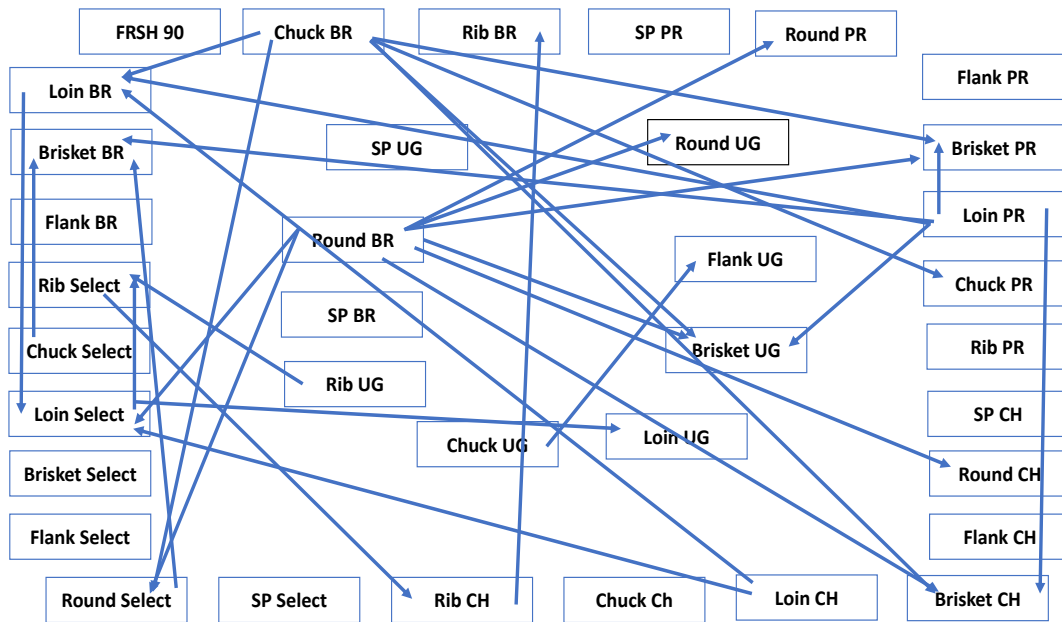 FRSH 90
Chuck BR
Rib BR
SP PR
Round PR
Flank PR
Loin BR
Brisket BR
SP UG
Round UG
Brisket PR
Flank BR
Round BR
Loin PR
Flank UG
Rib Select
SP BR
Chuck PR
Chuck Select
Brisket UG
Rib PR
Rib UG
Loin Select
Chuck UG
Loin UG
SP CH
Brisket Select
Round CH
Flank Select
Flank CH
Round Select
SP Select
Rib CH
Chuck Ch
Loin CH
Brisket CH